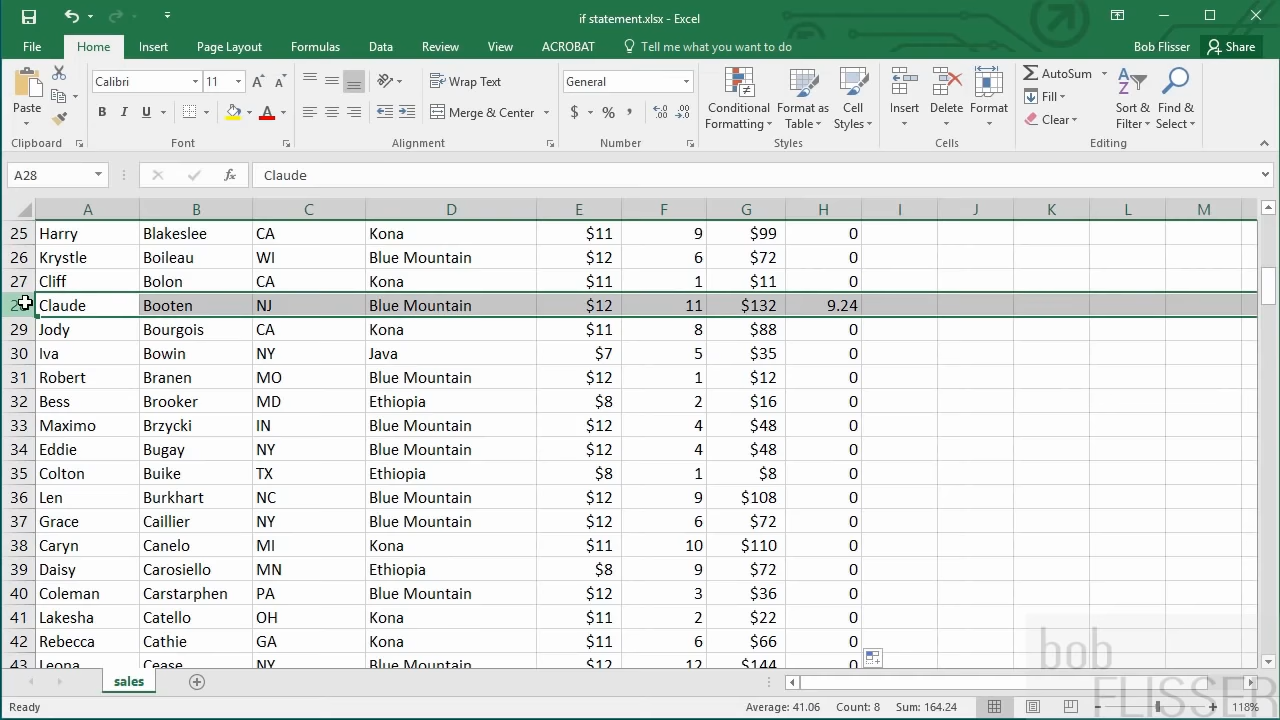 if statement.xlsx - Excel
File Home Insert Page Layout Formulas Data Review View ACROBAT Tell me what you want to do Bob Flisser Share
Calibri 11 Wrap Text General AutoSum
Paste B I U Merge & Center $ % , Conditional Formatting Format as Table Cell Styles Insert Delete Format Fill Clear Sort & Filter Find & Select
Clipboard Font Alignment Number Styles Cells Editing
A28 fx Claude
A B C D E F G H I J K L M
25 Harry Blakeslee CA Kona $11 9 $99 0
26 Krystle Boileau WI Blue Mountain $12 6 $72 0
27 Cliff Bolon CA Kona $11 1 $11 0
Claude Booten NJ Blue Mountain $12 11 $132 9.24
29 Jody Bourgois CA Kona $11 8 $88 0
30 Iva Bowin NY Java $7 5 $35 0
31 Robert Branen MO Blue Mountain $12 1 $12 0
32 Bess Brooker MD Ethiopia $8 2 $16 0
33 Maximo Brzycki IN Blue Mountain $12 4 $48 0
34 Eddie Bugay NY Blue Mountain $12 4 $48 0
35 Colton Buike TX Ethiopia $8 1 $8 0
36 Len Burkhart NC Blue Mountain $12 9 $108 0
37 Grace Caillier NY Blue Mountain $12 6 $72 0
38 Caryn Canelo MI Kona $11 10 $110 0
39 Daisy Carosiello MN Ethiopia $8 9 $72 0
40 Coleman Carstarphen PA Blue Mountain $12 3 $36 0
41 Lakesha Catello OH Kona $11 2 $22 0
42 Rebecca Cathie GA Kona $11 6 $66 0
43 Leona Cease NY Blue Mountain $12 12 $144 0
sales
bob
FLISSER
Ready Average: 41.06 Count: 8 Sum: 164.24 118%